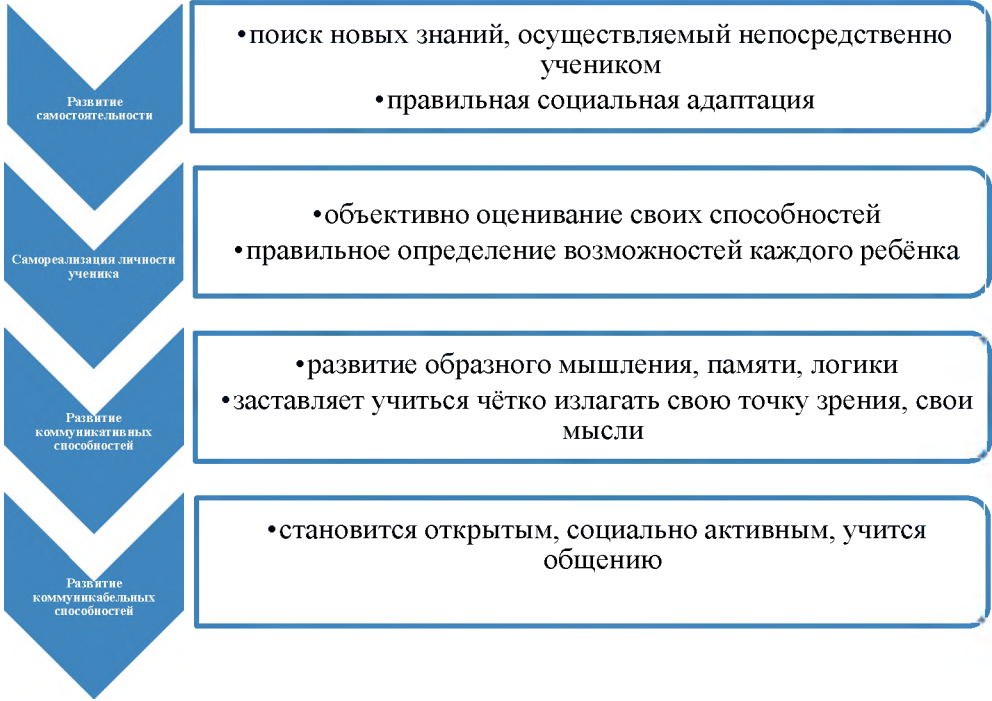 Развитие
самостоятельности
•поиск новых знаний, осуществляемый непосредственно
учеником
•правильная социальная адаптация
Самореализация личности
ученика
•объективно оценивание своих способностей
•правильное определение возможностей каждого ребёнка
Развитие
коммуникативных
способностей
•развитие образного мышления, памяти, логики
•заставляет учиться чётко излагать свою точку зрения, свои
мысли
Развитие
коммуникабельных
способностей
•становится открытым, социально активным, учится
общению